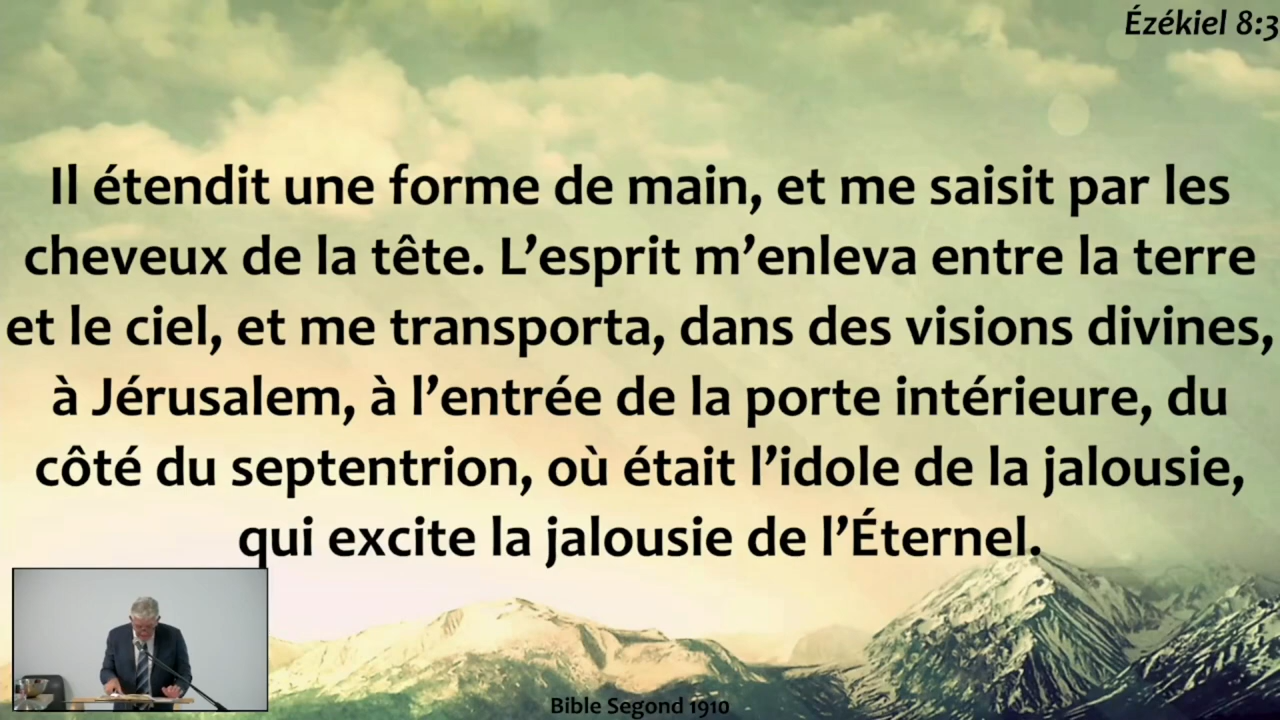 Ézékiel 8:3
Il étendit une forme de main, et me saisit par les
cheveux de la tête. L’esprit m’enleva entre la terre
et le ciel, et me transporta, dans des visions divines,
à Jérusalem, à l’entrée de la porte intérieure, du
côté du septentrion, où était l’idole de la jalousie,
qui excite la jalousie de l’Éternel.
Bible Segond 1910